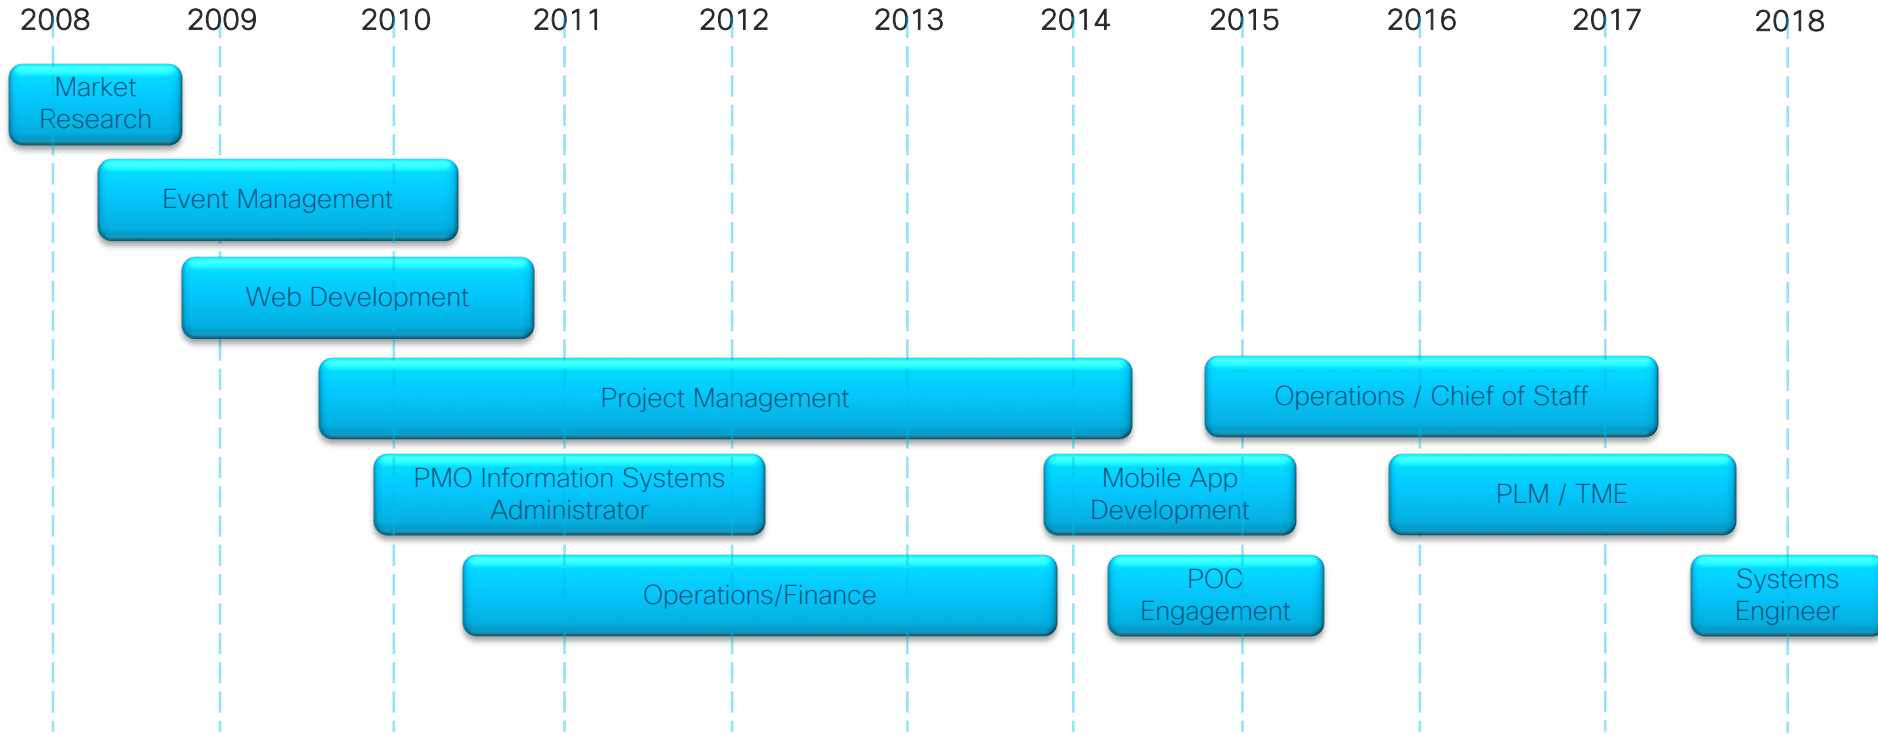 2008 2009 2010 2011 2012 2013 2014 2015 2016 2017 2018
Market
Research
Event Management
Web Development
Project Management
Operations / Chief of Staff
PMO Information Systems
Administrator
Mobile App
Development
PLM / TME
Operations/Finance
POC
Engagement
Systems
Engineer